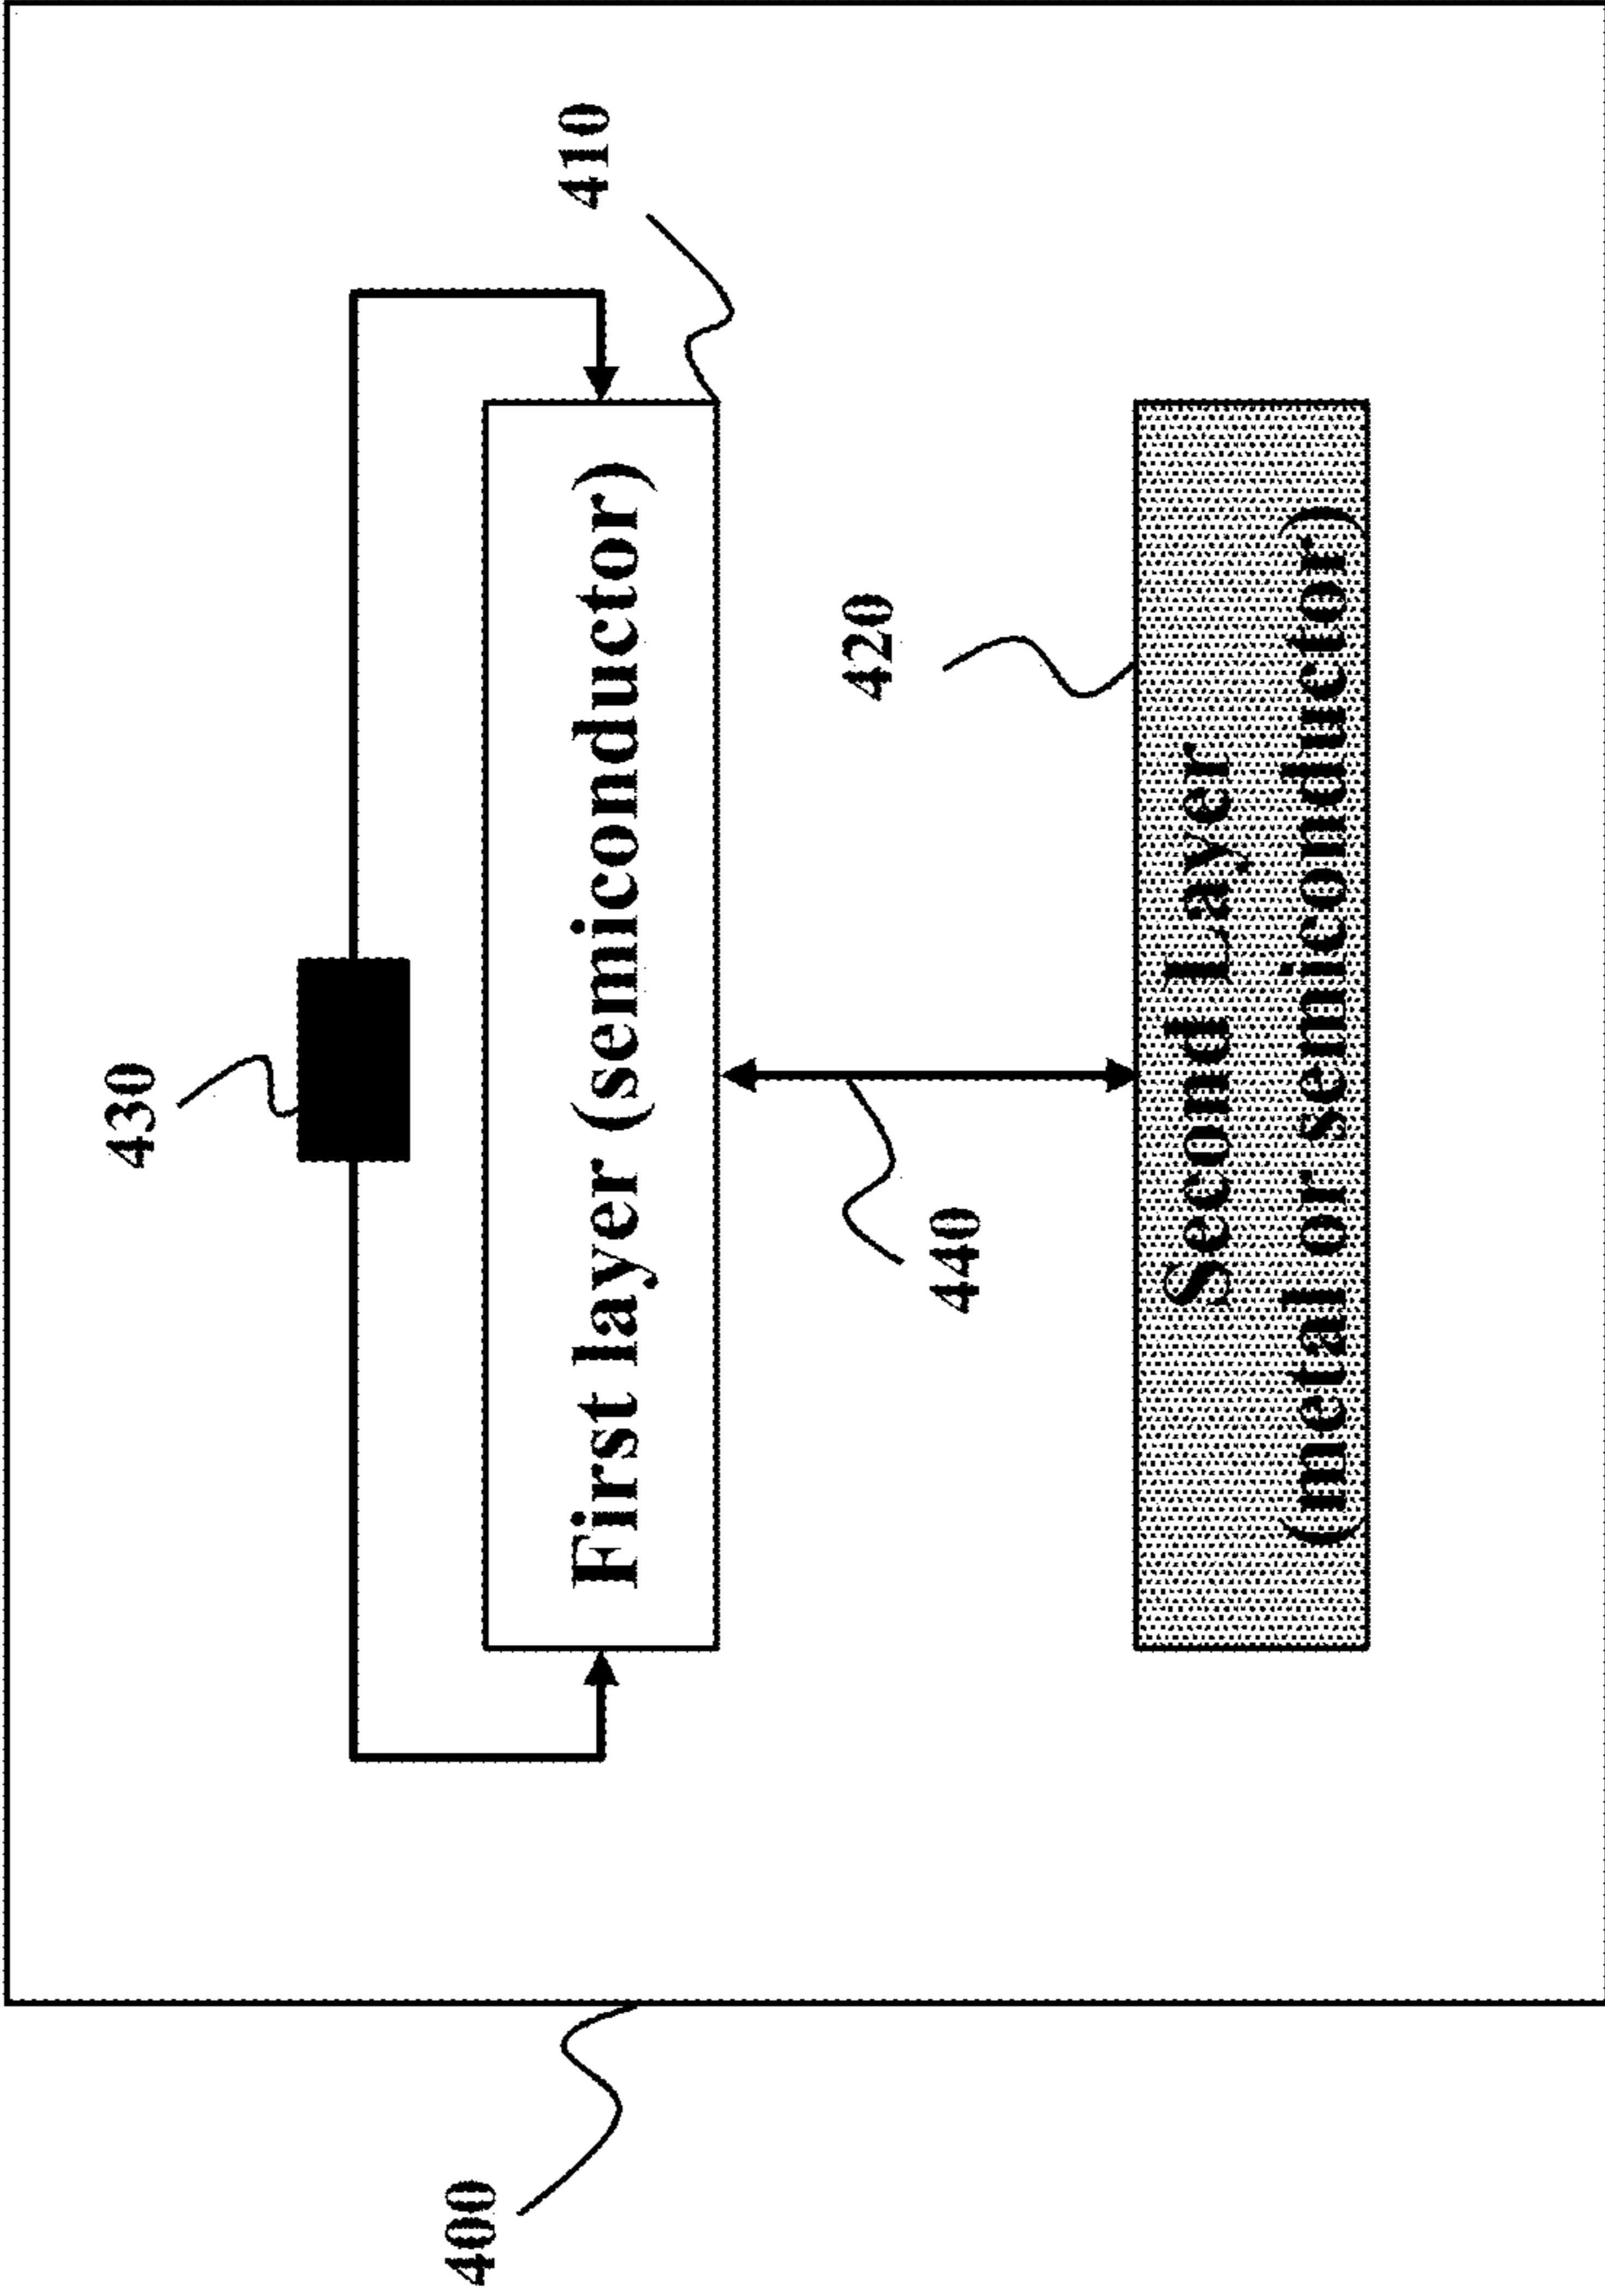 430
410
First layer (semiconductor)
420
440
Second Layer
(metal or semiconductor)
400